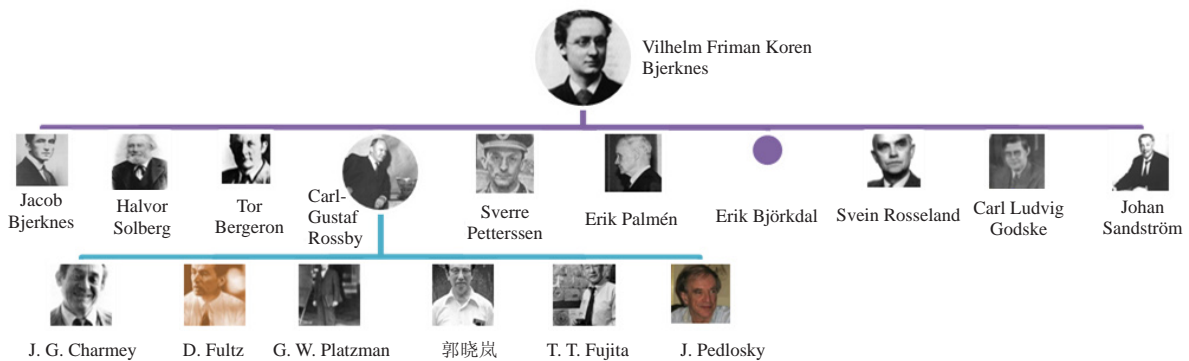 Vilhelm Friman Koren
Bjerknes
Jacob
Bjerknes
Halvor
Solberg
Tor
Bergeron
Carl-
Gustaf
Rossby
Sverre
Petterssen
Erik Palmén
Erik Björkdal
Svein Rosseland
Carl Ludvig
Godske
Johan
Sandström
J. G. Charmey
D. Fultz
G. W. Platzman
郭晓岚
T. T. Fujita
J. Pedlosky